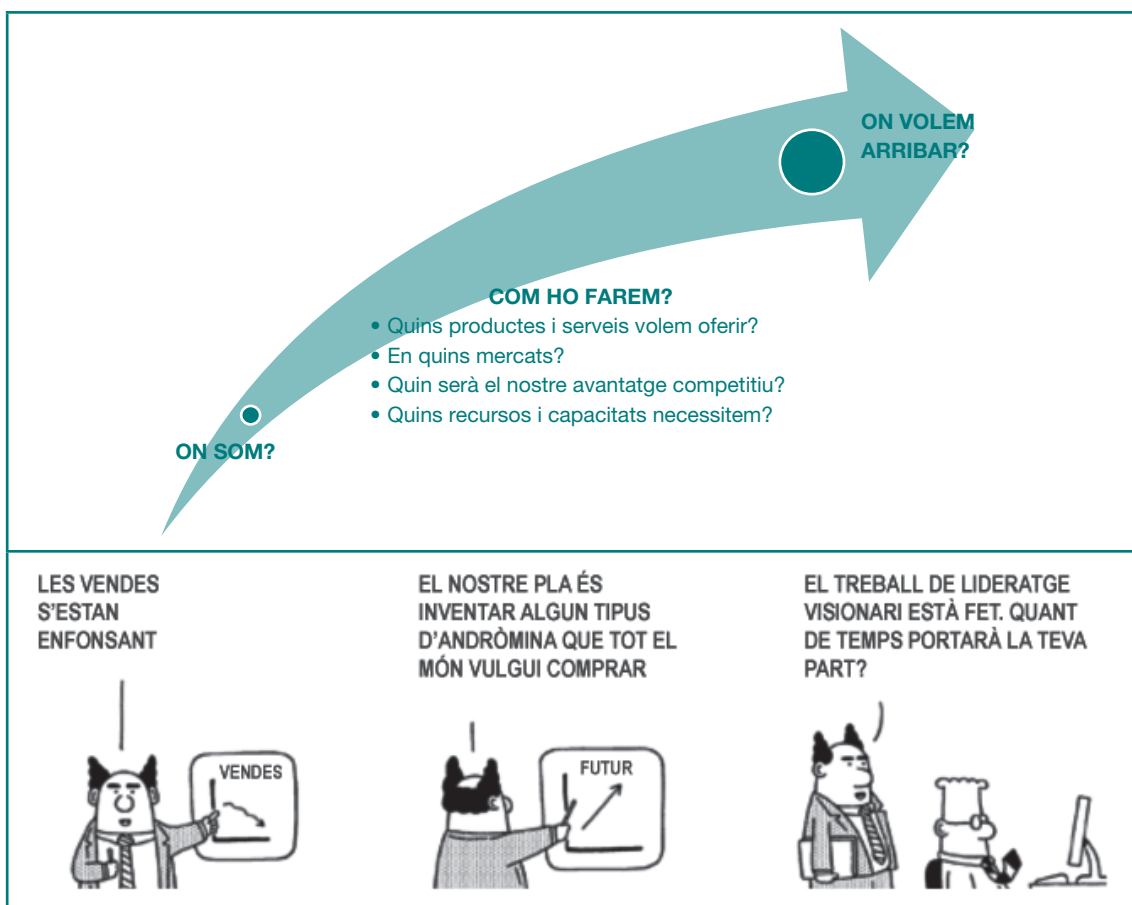 ON VOLEM
ARRIBAR?
COM HO FAREM?
• Quins productes i serveis volem oferir?
• En quins mercats?
• Quin serà el nostre avantatge competitiu?
• Quins recursos i capacitats necessitem?
ON SOM?
LES VENDES
S'ESTAN
ENFONSANT
VENDES
EL NOSTRE PLA ÉS
INVENTAR ALGUN TIPUS
D'ANDRÒMINA QUE TOT EL
MÓN VULGUI COMPRAR
FUTUR
EL TREBALL DE LIDERATGE
VISIONARI ESTÀ FET. QUANT
DE TEMPS PORTARÀ LA TEVA
PART?